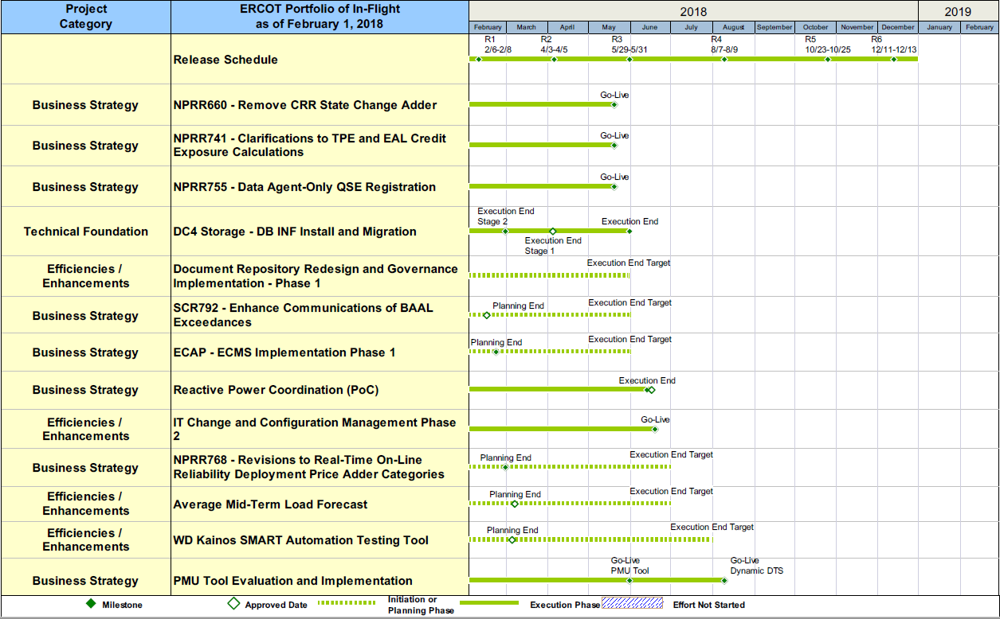 Project
Category
ERCOT Portfolio of In-Flight
as of February 1, 2018
2018
2019
February March April May June July August September October November December January February
R1 R2 R3 R4 R5 R6
2/6-2/8 4/3-4/5 5/29-5/31 8/7-8/9 10/23-10/25 12/11-12/13
Release Schedule
Go-Live
Business Strategy
NPRR660 - Remove CRR State Change Adder
Go-Live
Business Strategy
NPRR741 - Clarifications to TPE and EAL Credit
Exposure Calculations
Go-Live
Business Strategy
NPRR755 - Data Agent-Only QSE Registration
Execution End
Stage 2
Execution End
Technical Foundation
DC4 Storage - DB INF Install and Migration
Execution End
Stage 1
Execution End Target
Efficiencies /
Enhancements
Document Repository Redesign and Governance
Implementation - Phase 1
Planning End
Execution End Target
Business Strategy
SCR792 - Enhance Communications of BAAL
Exceedances
Planning End
Execution End Target
Business Strategy
ECAP - ECMS Implementation Phase 1
Execution End
Business Strategy
Reactive Power Coordination (PoC)
Go-Live
Efficiencies /
Enhancements
IT Change and Configuration Management Phase
2
Planning End
Execution End Target
Business Strategy
NPRR768 - Revisions to Real-Time On-Line
Reliability Deployment Price Adder Categories
Planning End
Execution End Target
Efficiencies /
Enhancements
Average Mid-Term Load Forecast
Planning End
Execution End Target
Efficiencies /
Enhancements
WD Kainos SMART Automation Testing Tool
Go-Live
PMU Tool
Go-Live
Dynamic DTS
Business Strategy
PMU Tool Evaluation and Implementation
Milestone
Approved Date
Initiation or
Planning Phase
Execution Phase
Effort Not Started